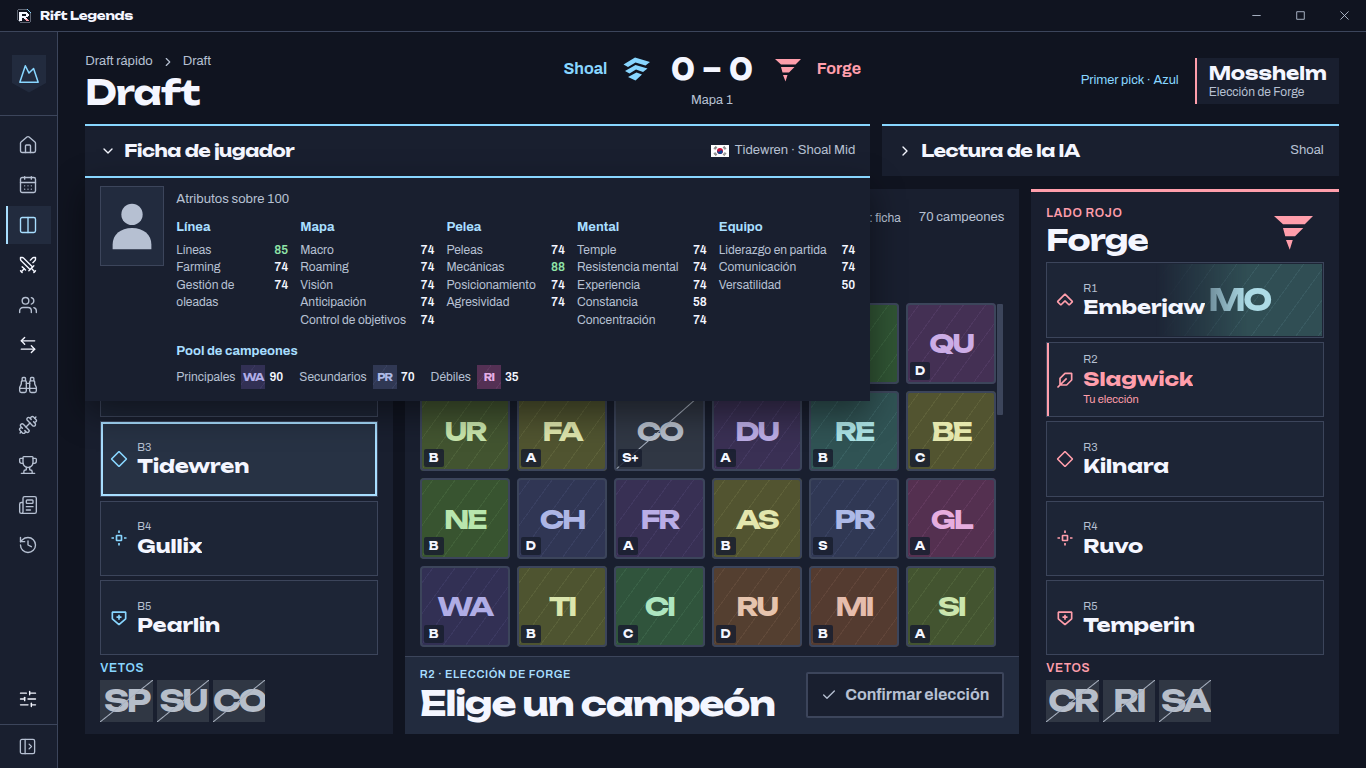 Rift Legends
Draft rápido > Draft
Draft
Shoal 0 – 0 Forge
Mapa 1
Primer pick · Azul
Mosshelm
Elección de Forge
Ficha de jugador
Tidewren · Shoal Mid
Lectura de la IA
Shoal
Atributos sobre 100
Línea
Líneas 85
Farming 74
Gestión de oleadas 74
Mapa
Macro 74
Roaming 74
Visión 74
Anticipación 74
Control de objetivos 74
Pelea
Peleas 74
Mecánicas 88
Posicionamiento 74
Agresividad 74
Mental
Temple 74
Resistencia mental 74
Experiencia 74
Constancia 58
Concentración 74
Equipo
Liderazgo en partida 74
Comunicación 74
Versatilidad 50
Pool de campeones
Principales WA 90 Secundarios PR 70 Débiles RI 35
: ficha 70 campeones
QU
D
UR FA CO DU RE BE
B A S+ A B C
NE CH FR AS PR GL
B D A B S A
WA TI CI RU MI SI
B B C D B A
B3
Tidewren
B4
Gullix
B5
Pearlin
VETOS
SP SU CO
R2 · ELECCIÓN DE FORGE
Elige un campeón
Confirmar elección
LADO ROJO
Forge
R1
Emberjaw MO
R2
Slagwick
Tu elección
R3
Kilnara
R4
Ruvo
R5
Temperin
VETOS
CR RI SA